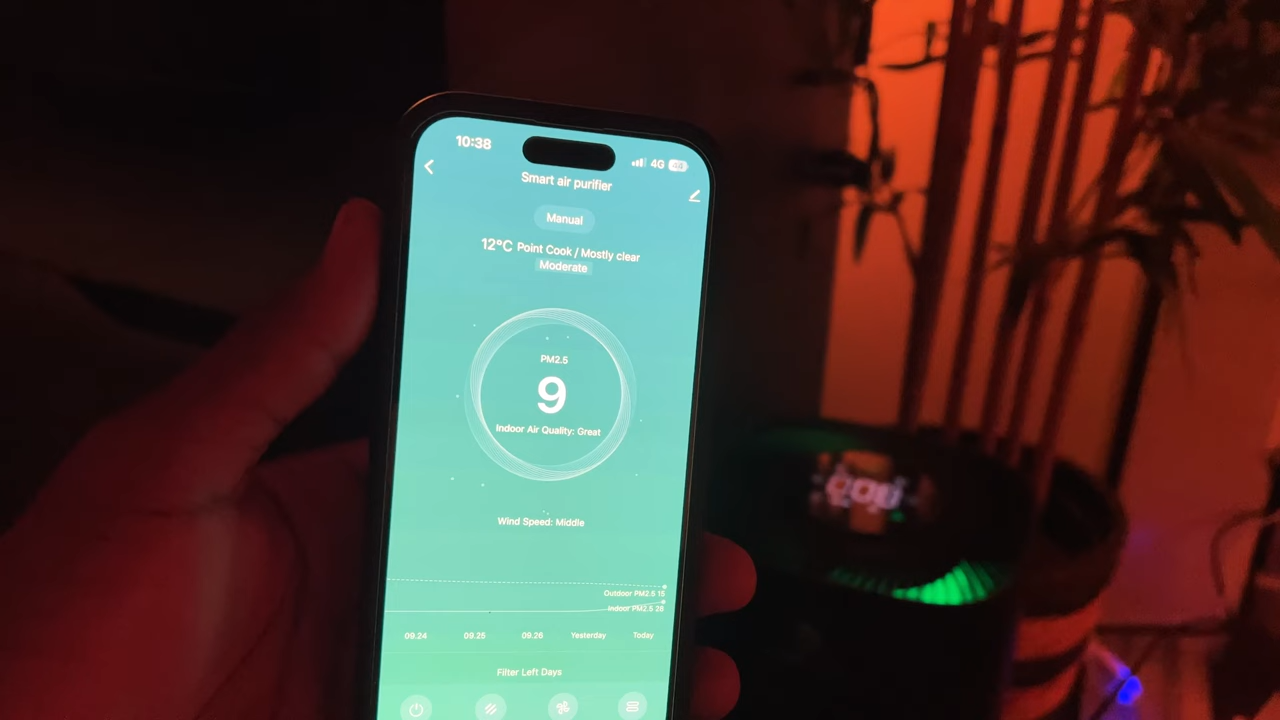 10:38
4G
Smart air purifier
Manual
12°C Point Cook / Mostly clear
Moderate
PM2.5
9
Indoor Air Quality: Great
Wind Speed: Middle
Outdoor PM2.5 15
Indoor PM2.5 28
09.24 09.25 09.26 Yesterday Today
Filter Left Days